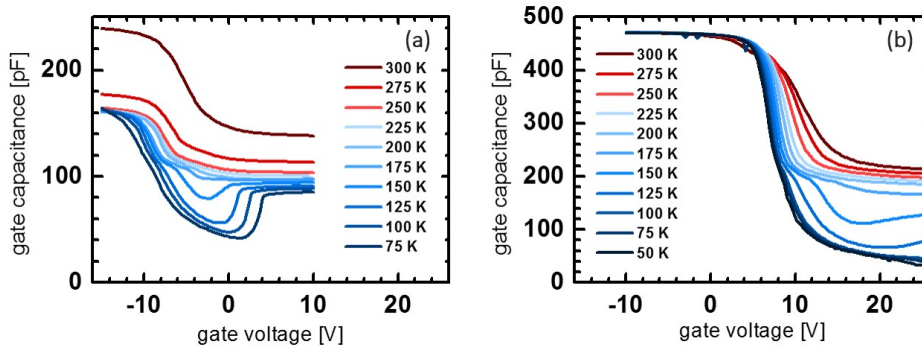 (a)
gate capacitance [pF]
200
100
0
300 K
275 K
250 K
225 K
200 K
175 K
150 K
125 K
100 K
75 K
-10 0 10 20
gate voltage [V]
(b)
gate capacitance [pF]
500
400
300
200
100
0
300 K
275 K
250 K
225 K
200 K
175 K
150 K
125 K
100 K
75 K
50 K
-10 0 10 20
gate voltage [V]